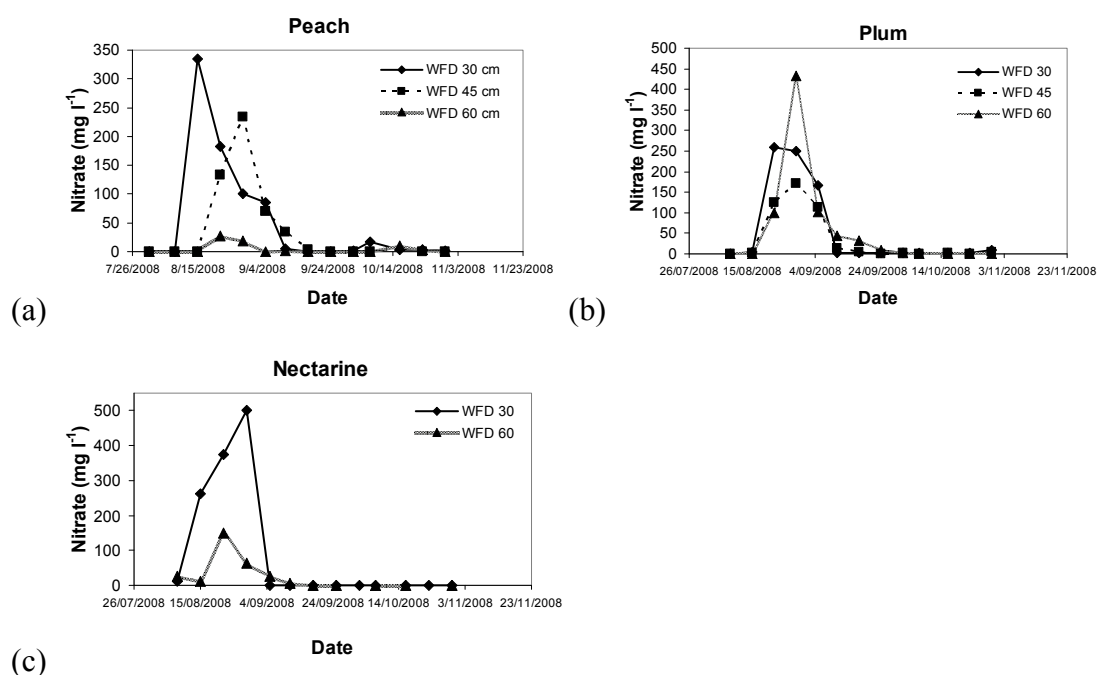 Peach
350
300
250
200
150
100
50
0
Nitrate (mg l-1)
WFD 30 cm
WFD 45 cm
WFD 60 cm
7/26/2008 8/15/2008 9/4/2008 9/24/2008 10/14/2008 11/3/2008 11/23/2008
Date
(a)
Plum
500
450
400
350
300
250
200
150
100
50
0
Nitrate (mg l-1)
WFD 30
WFD 45
WFD 60
26/07/2008 15/08/2008 4/09/2008 24/09/2008 14/10/2008 3/11/2008 23/11/2008
Date
(b)
Nectarine
500
400
300
200
100
0
Nitrate (mg l-1)
WFD 30
WFD 60
26/07/2008 15/08/2008 4/09/2008 24/09/2008 14/10/2008 3/11/2008 23/11/2008
Date
(c)